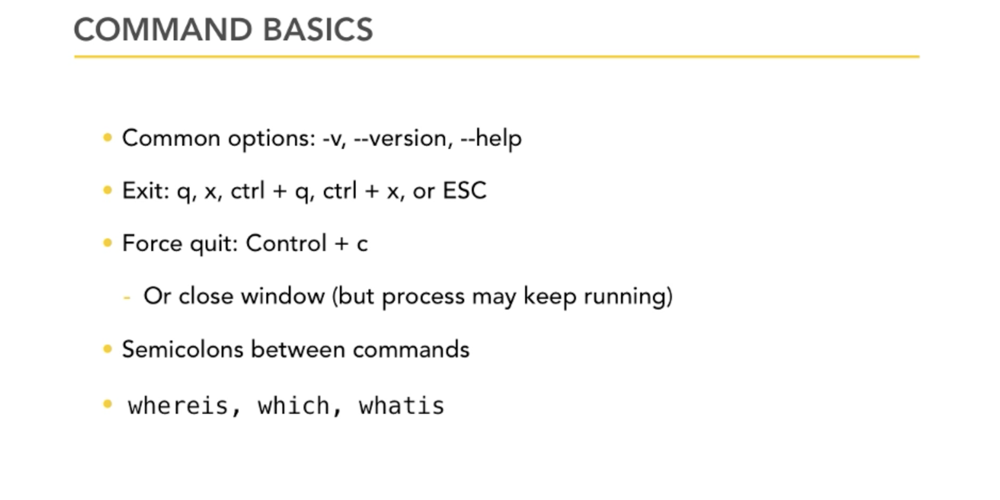 COMMAND BASICS
• Common options: -v, --version, --help
• Exit: q, x, ctrl + q, ctrl + x, or ESC
• Force quit: Control + c
- Or close window (but process may keep running)
• Semicolons between commands
• whereis, which, whatis